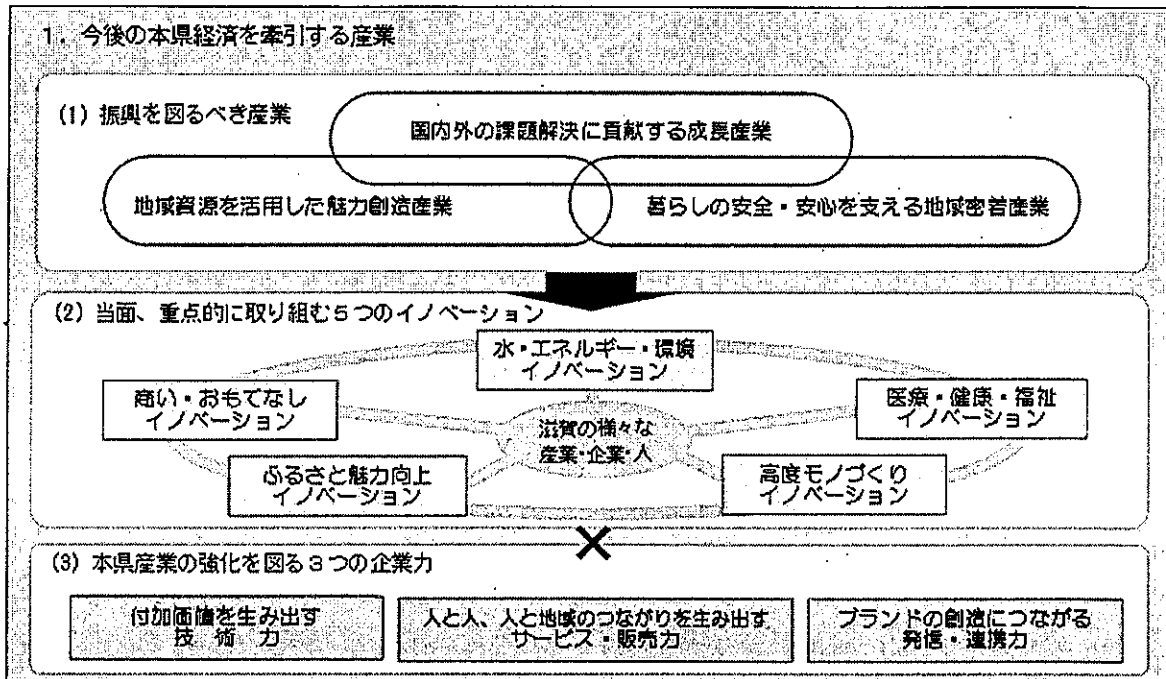 1．今後の本県経済を牽引する産業
(1) 振興を図るべき産業
国内外の課題解決に貢献する成長産業
地域資源を活用した魅力創造産業
暮らしの安全・安心を支える地域密着産業
(2) 当面、重点的に取り組む5つのイノベーション
水・エネルギー・環境
イノベーション
商い・おもてなし
イノベーション
医療・健康・福祉
イノベーション
滋賀の様々な
産業・企業・人
ふるさと魅力向上
イノベーション
高度モノづくり
イノベーション
(3) 本県産業の強化を図る3つの企業力
付加価値を生み出す
技 術 力
人と人、人と地域のつながりを生み出す
サービス・販売力
ブランドの創造につながる
発信・連携力